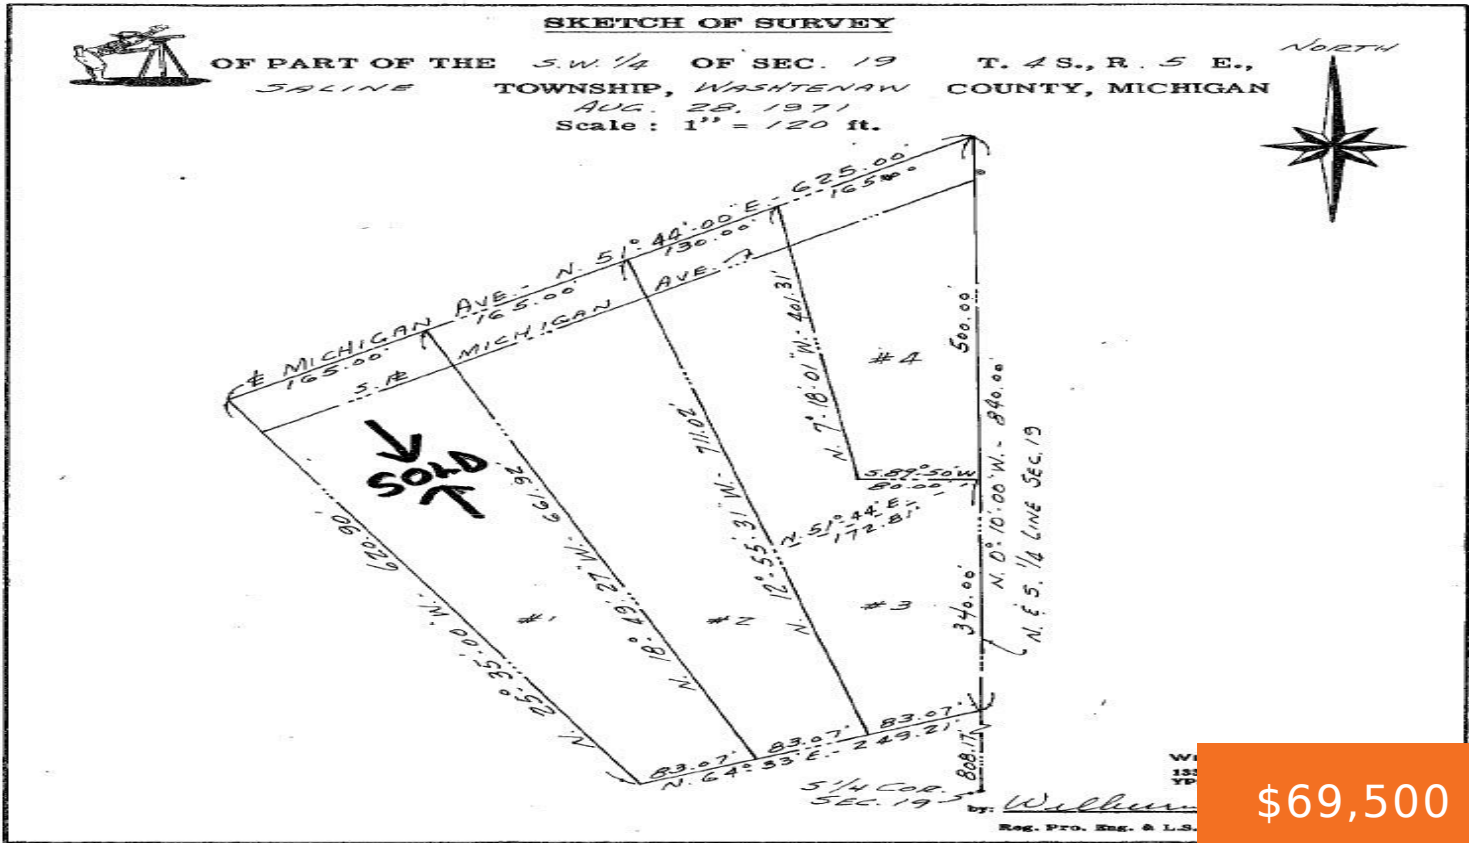 SKETCH OF SURVEY
NORTH
OF PART OF THE S.W. 1/4 OF SEC. 19 T. 4 S., R. 5 E.,
SALINE TOWNSHIP, WASHTENAW COUNTY, MICHIGAN
AUG. 28, 1971
Scale : 1" = 120 ft.
℄ MICHIGAN AVE. - N. 51° 44' 00" E. - 625.00'
165.00'
165.00'
130.00'
165.00'
S. ℞ MICHIGAN AVE.
SOLD
N. 25° 35' 00" W. - 620.90'
N. 18° 49' 27" W. - 661.92'
N. 12° 55' 31" W. - 711.02'
N. 7° 18' 01" W. - 401.31'
500.00'
#4
S. 89° 50' W
80.00'
N. 51° 44' E. -
172.81'
N. 0° 10' 00" W. - 840.00'
N. & S. 1/4 LINE SEC. 19
340.00'
#1
#2
#3
83.07'
83.07'
83.07'
N. 64° 33' E. - 249.21'
808.17'
S 1/4 COR.
SEC. 19
by:
Reg. Pro. Eng. & L.S.
$69,500